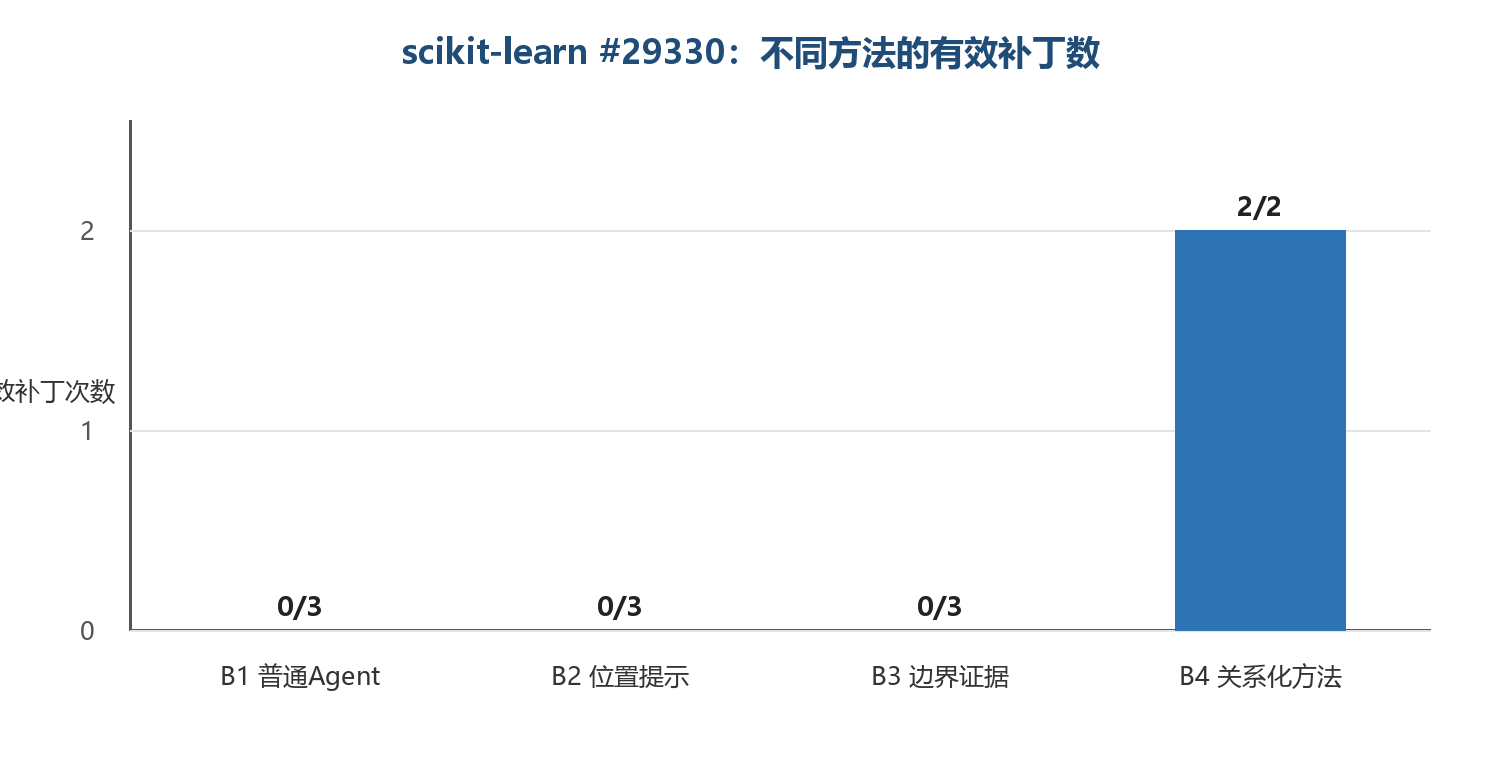 scikit-learn #29330：不同方法的有效补丁数
2/2
2
效补丁次数
1
0/3
0/3
0/3
0
B1 普通Agent
B2 位置提示
B3 边界证据
B4 关系化方法